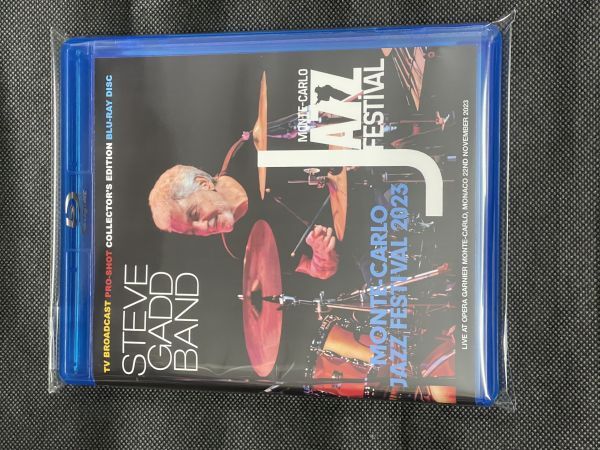 TV BROADCAST PRO-SHOT COLLECTOR'S EDITION BLU-RAY DISC
STEVE
GADD
BAND
MONTE-CARLO
JAZZ
FESTIVAL
MONTE CARLO
JAZZ FESTIVAL 2023
LIVE AT OPERA GARNIER MONTE-CARLO, MONACO 22ND NOVEMBER 2023